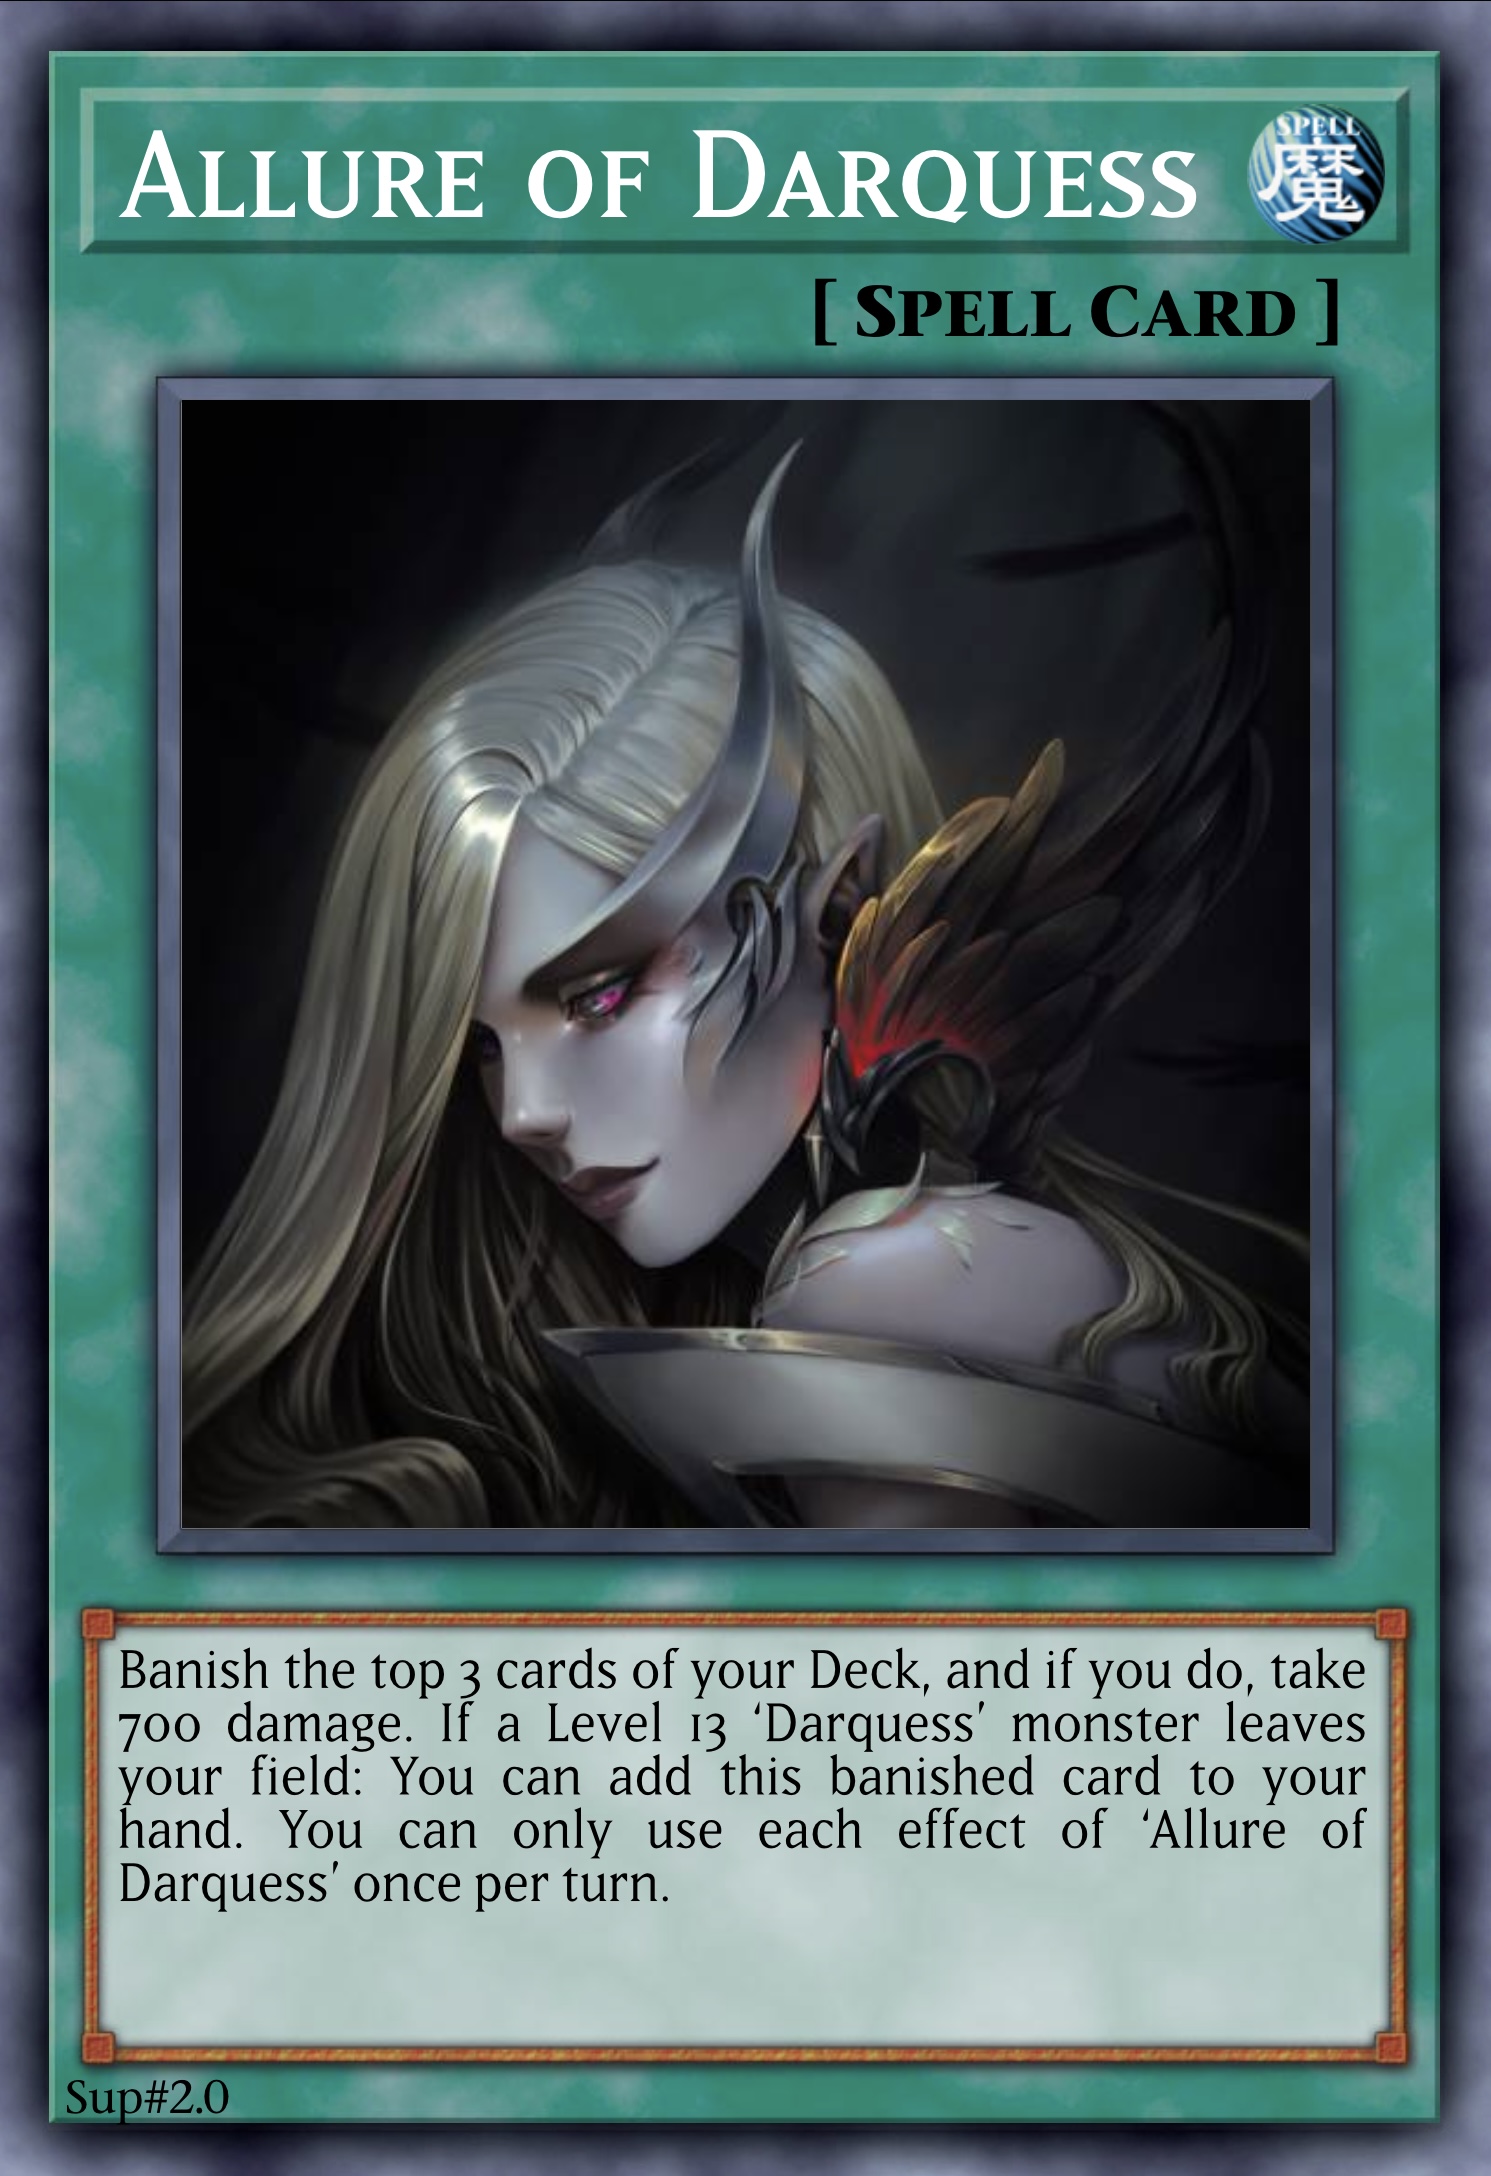 Allure of Darquess
SPELL
魔
[ Spell Card ]
Banish the top 3 cards of your Deck, and if you do, take
700 damage. If a Level 13 ‘Darquess’ monster leaves
your field: You can add this banished card to your
hand. You can only use each effect of ‘Allure of
Darquess’ once per turn.
Sup#2.0